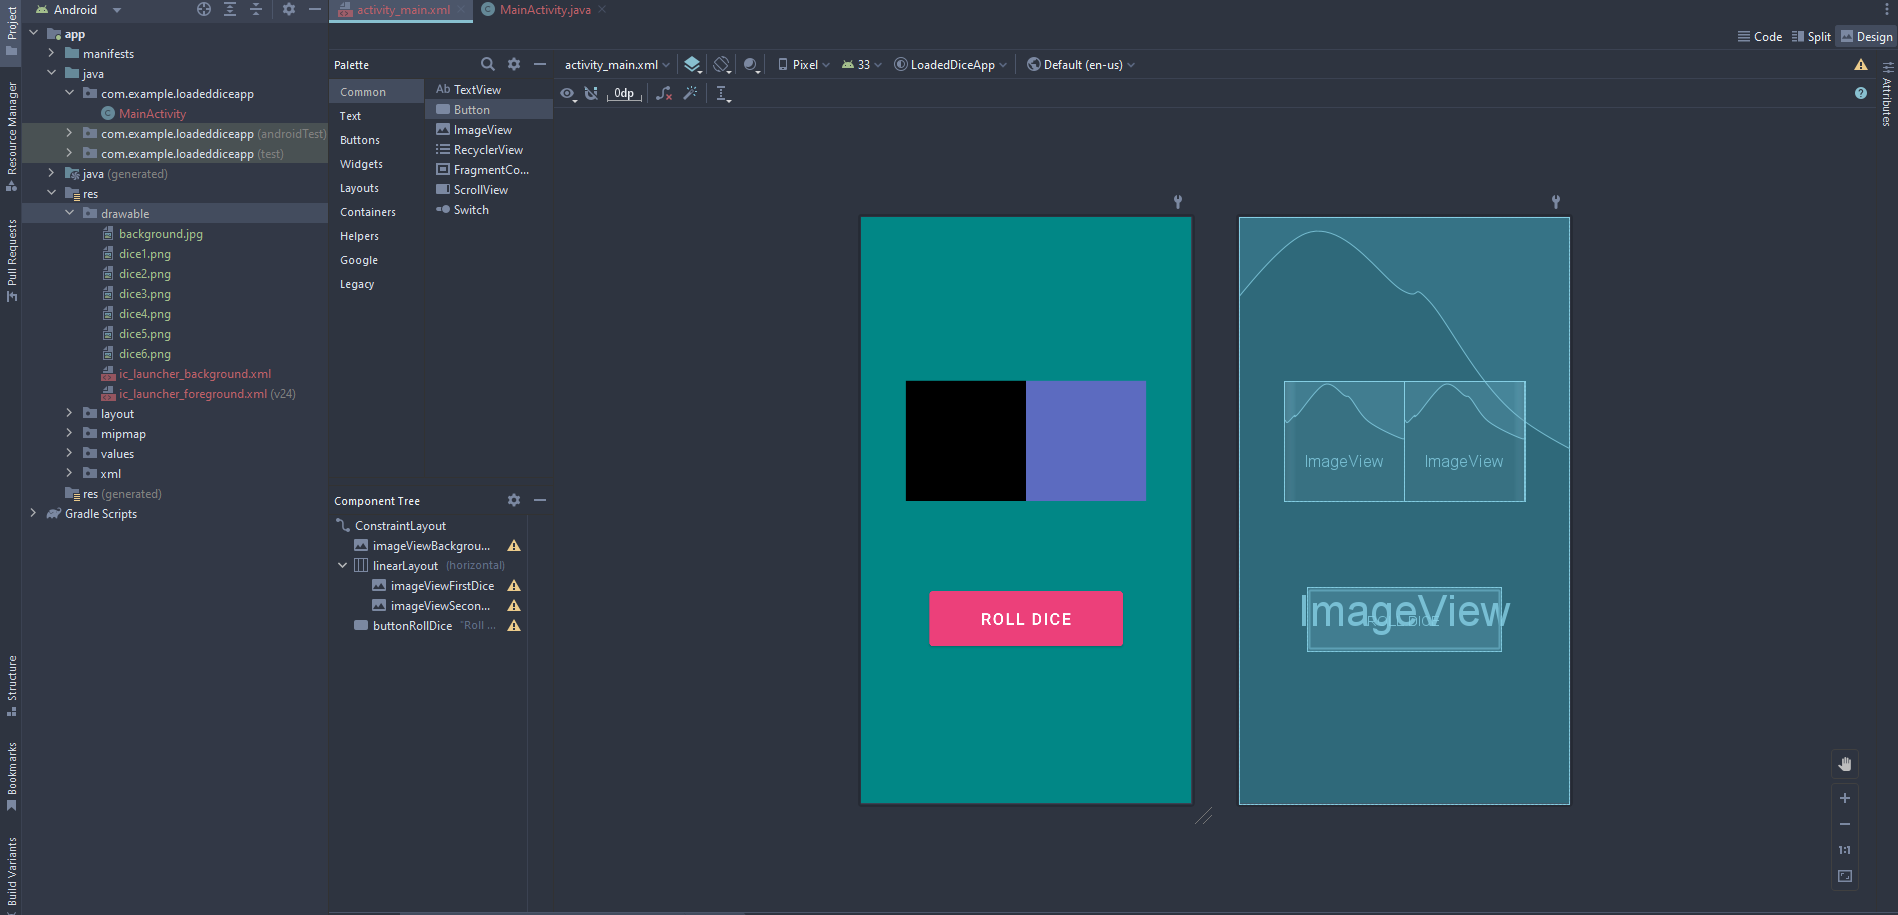 Android
activity_main.xml
MainActivity.java
Project
Resource Manager
Pull Requests
Structure
Bookmarks
Build Variants
app
manifests
java
com.example.loadeddiceapp
MainActivity
com.example.loadeddiceapp (androidTest)
com.example.loadeddiceapp (test)
java (generated)
res
drawable
background.jpg
dice1.png
dice2.png
dice3.png
dice4.png
dice5.png
dice6.png
ic_launcher_background.xml
ic_launcher_foreground.xml (v24)
layout
mipmap
values
xml
res (generated)
Gradle Scripts
Code
Split
Design
Palette
Common
Text
Buttons
Widgets
Layouts
Containers
Helpers
Google
Legacy
Ab TextView
Button
ImageView
RecyclerView
FragmentCo...
ScrollView
Switch
activity_main.xml
Pixel
33
LoadedDiceApp
Default (en-us)
0dp
Attributes
Component Tree
ConstraintLayout
imageViewBackgrou...
linearLayout (horizontal)
imageViewFirstDice
imageViewSecon...
buttonRollDice "Roll ...
ROLL DICE
ImageView
ImageView
ImageView
ROLL DICE
1:1